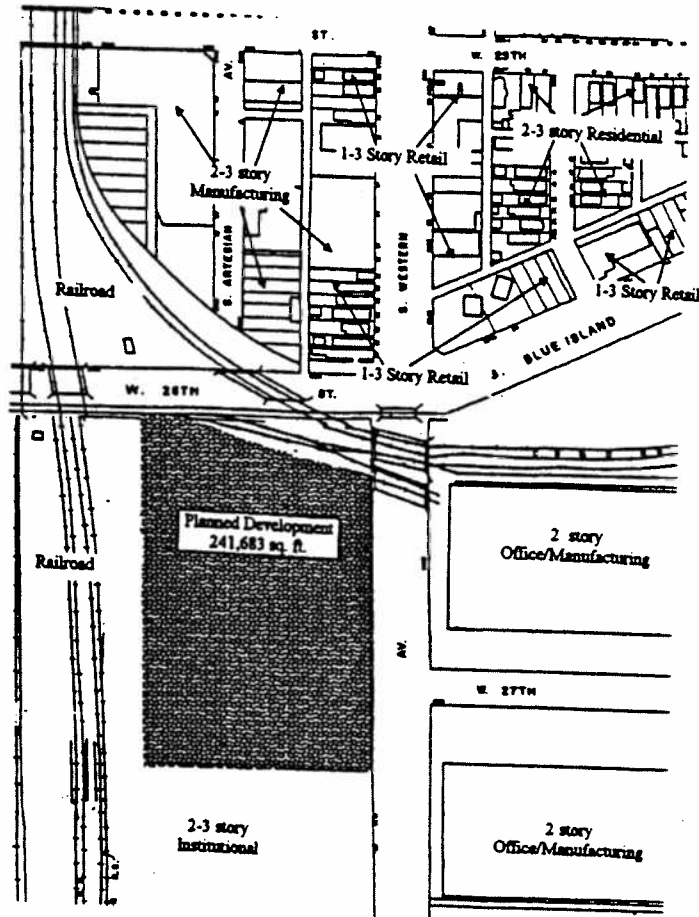 ST.
W. 25TH
AV.
2-3 story
Manufacturing
1-3 Story Retail
2-3 story Residential
S. ARTESIAN
S. WESTERN
Railroad
1-3 Story Retail
1-3 Story Retail
S. BLUE ISLAND
W. 26TH
ST.
Planned Development
241,683 sq. ft.
2 story
Office/Manufacturing
Railroad
AV.
W. 27TH
2-3 story
Institutional
2 story
Office/Manufacturing